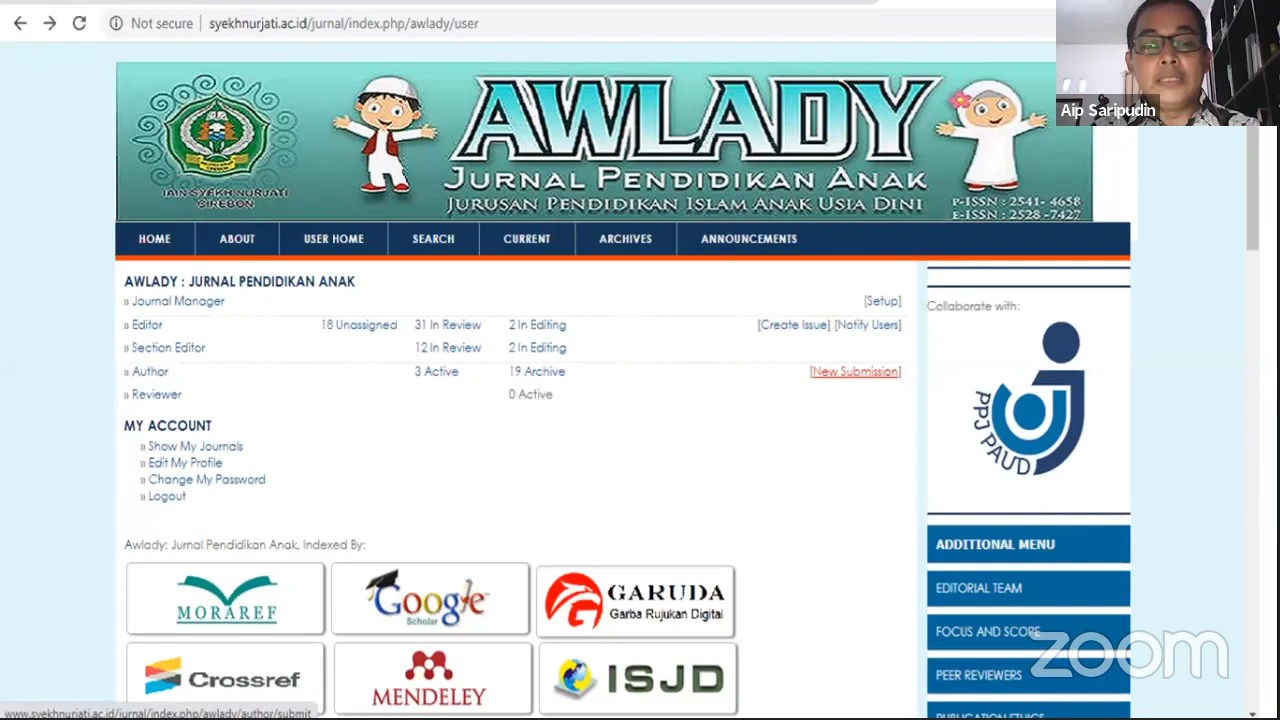 Not secure
syekhnurjati.ac.id/jurnal/index.php/awlady/user
Aip Saripudin
IAIN SYEKH NURJATI
CIREBON
AWLADY
JURNAL PENDIDIKAN ANAK
JURUSAN PENDIDIKAN ISLAM ANAK USIA DINI
P-ISSN : 2541- 4658
E-ISSN : 2528 -7427
HOME
ABOUT
USER HOME
SEARCH
CURRENT
ARCHIVES
ANNOUNCEMENTS
AWLADY : JURNAL PENDIDIKAN ANAK
» Journal Manager [Setup]
» Editor 18 Unassigned 31 In Review 2 In Editing [Create Issue] [Notify Users]
» Section Editor 12 In Review 2 In Editing
» Author 3 Active 19 Archive [New Submission]
» Reviewer 0 Active
MY ACCOUNT
» Show My Journals
» Edit My Profile
» Change My Password
» Logout
Awlady: Jurnal Pendidikan Anak, Indexed By:
MORAREF
Google
Scholar
GARUDA
Garba Rujukan Digital
Crossref
MENDELEY
ISJD
Collaborate with:
PPJ PAUD
ADDITIONAL MENU
EDITORIAL TEAM
FOCUS AND SCOPE
PEER REVIEWERS
PUBLICATION ETHICS
zoom
www.syekhnurjati.ac.id/jurnal/index.php/awlady/author/submit